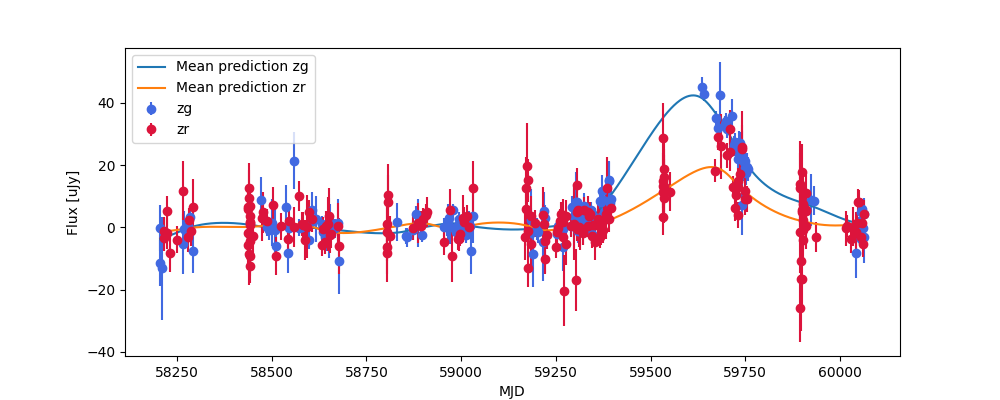 Mean prediction zg
Mean prediction zr
zg
zr
Flux [uJy]
40
20
0
−20
−40
58250
58500
58750
59000
59250
59500
59750
60000
MJD